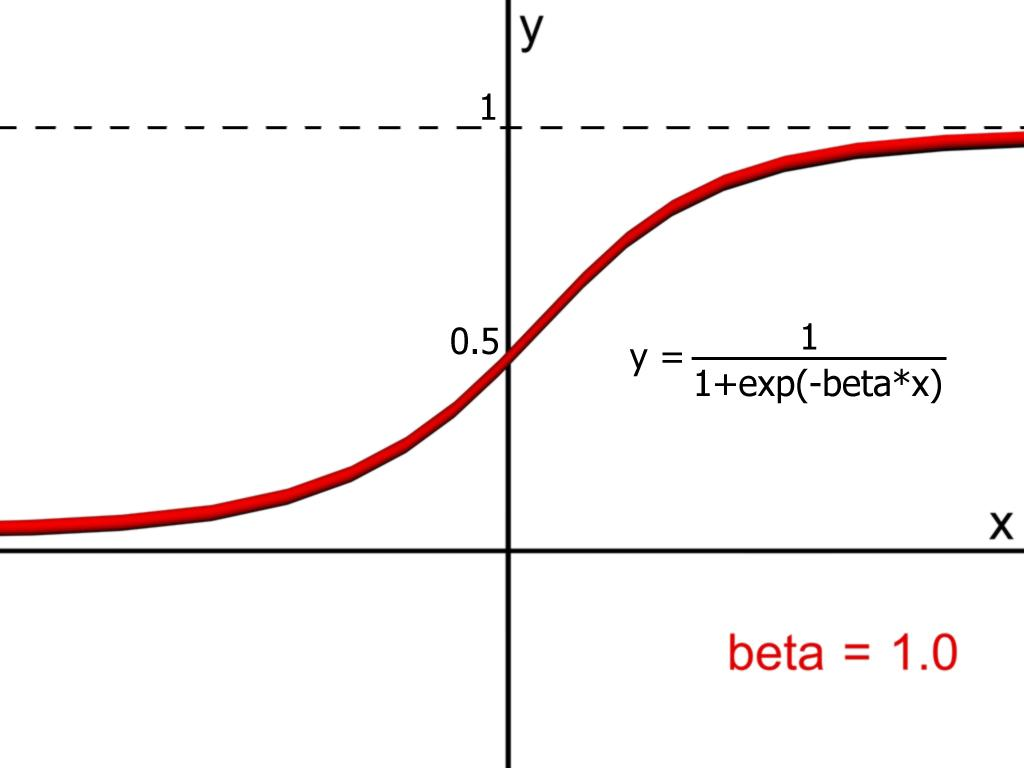 y
1
0.5
y = 1
1+exp(-beta*x)
x
beta = 1.0